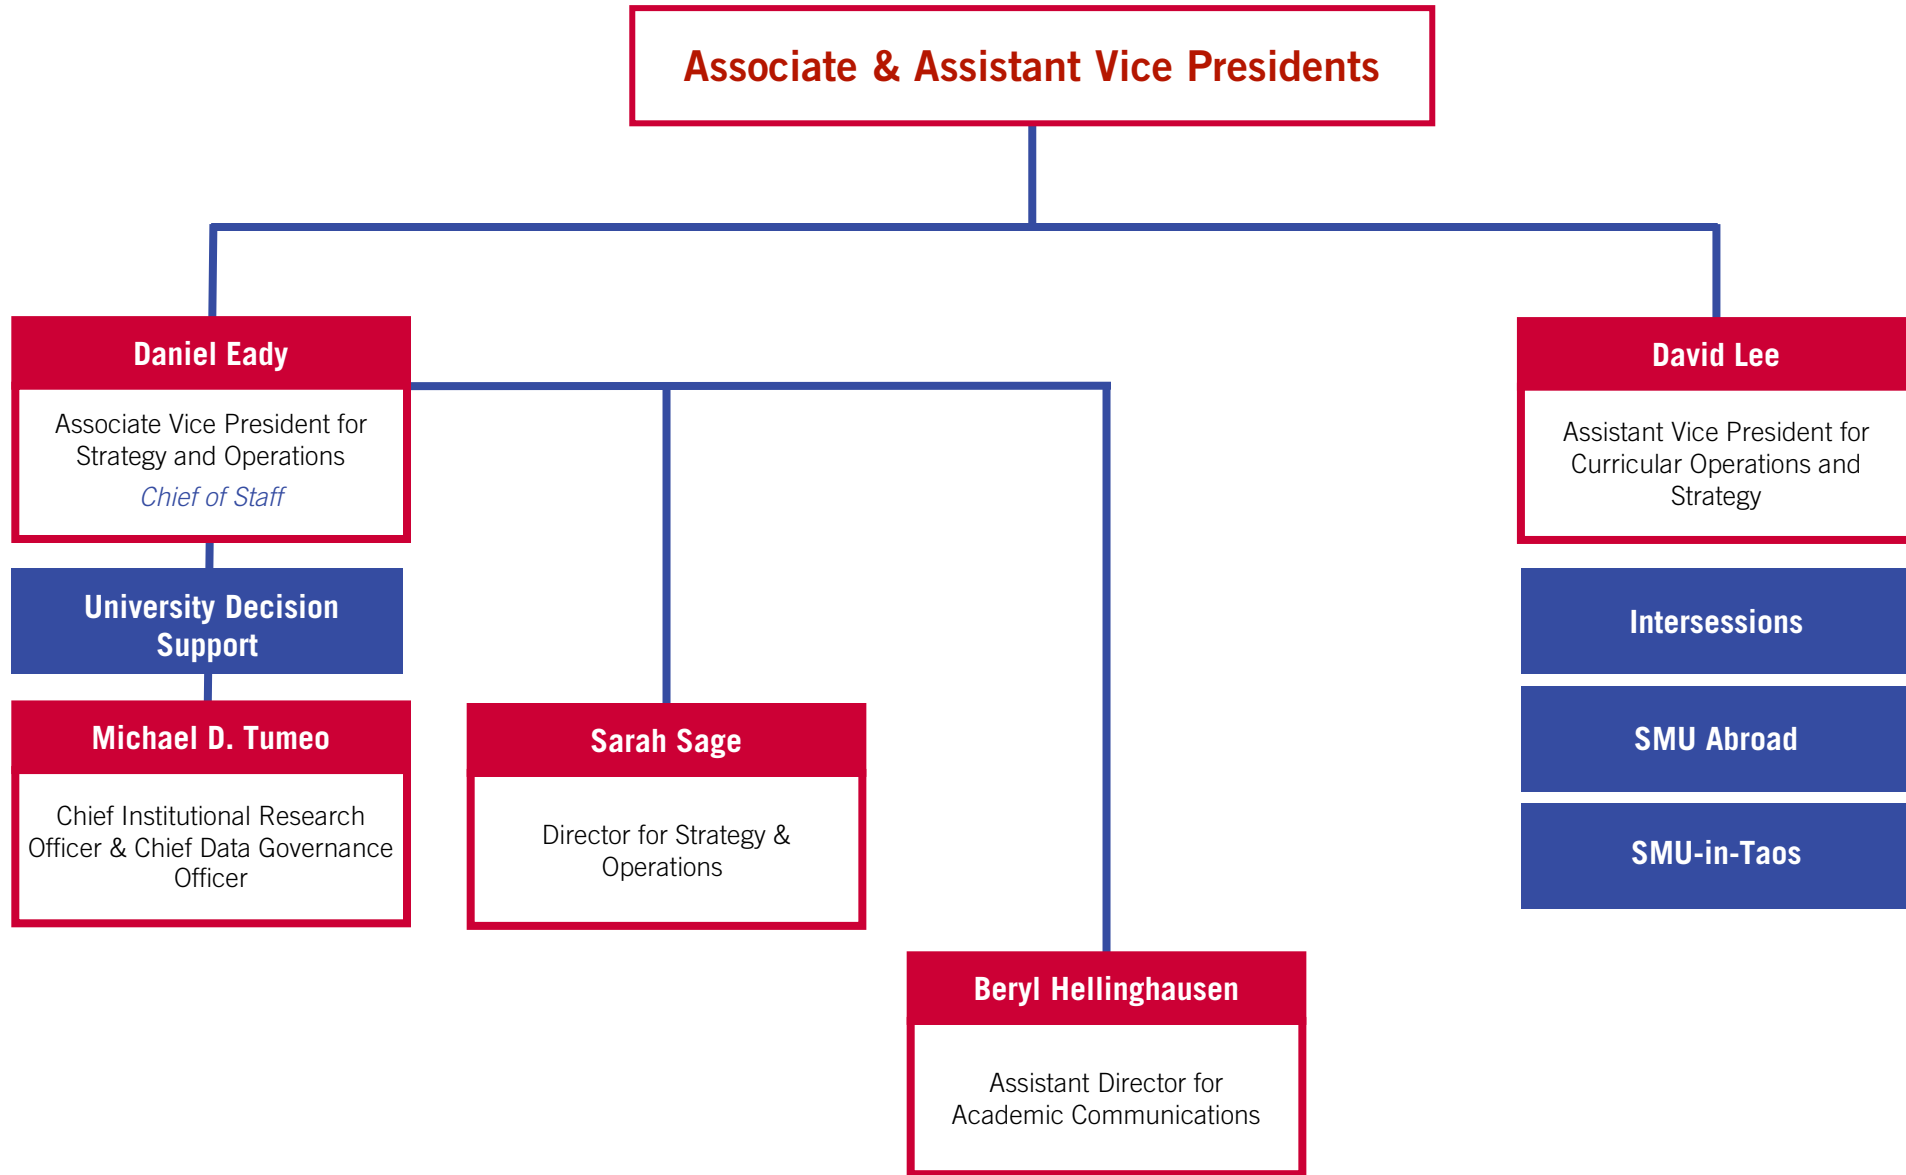 Associate & Assistant Vice Presidents
Daniel Eady
Associate Vice President for
Strategy and Operations
Chief of Staff
David Lee
Assistant Vice President for
Curricular Operations and
Strategy
University Decision
Support
Intersessions
SMU Abroad
SMU-in-Taos
Michael D. Tumeo
Chief Institutional Research
Officer & Chief Data Governance
Officer
Sarah Sage
Director for Strategy &
Operations
Beryl Hellinghausen
Assistant Director for
Academic Communications